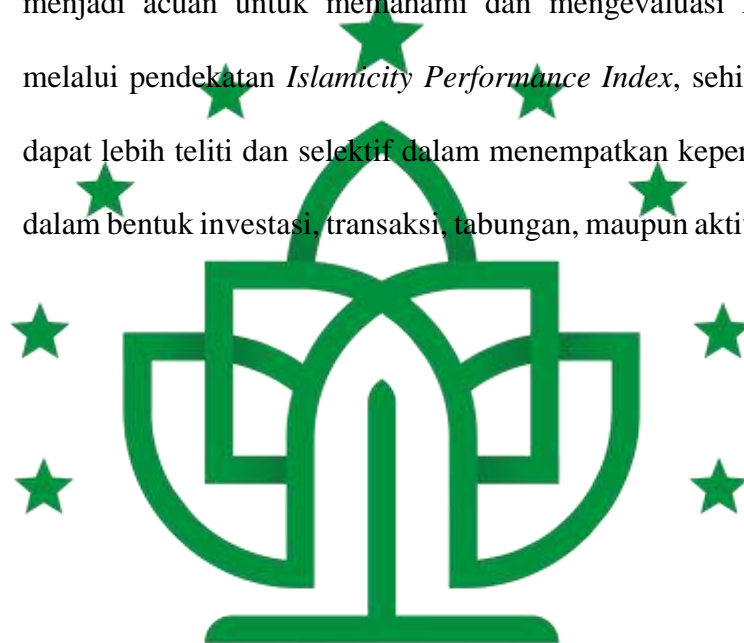 menjadi acuan untuk memahami dan mengevaluasi
melalui pendekatan Islamicity Performance Index, sehi
dapat lebih teliti dan selektif dalam menempatkan keper
dalam bentuk investasi, transaksi, tabungan, maupun akti